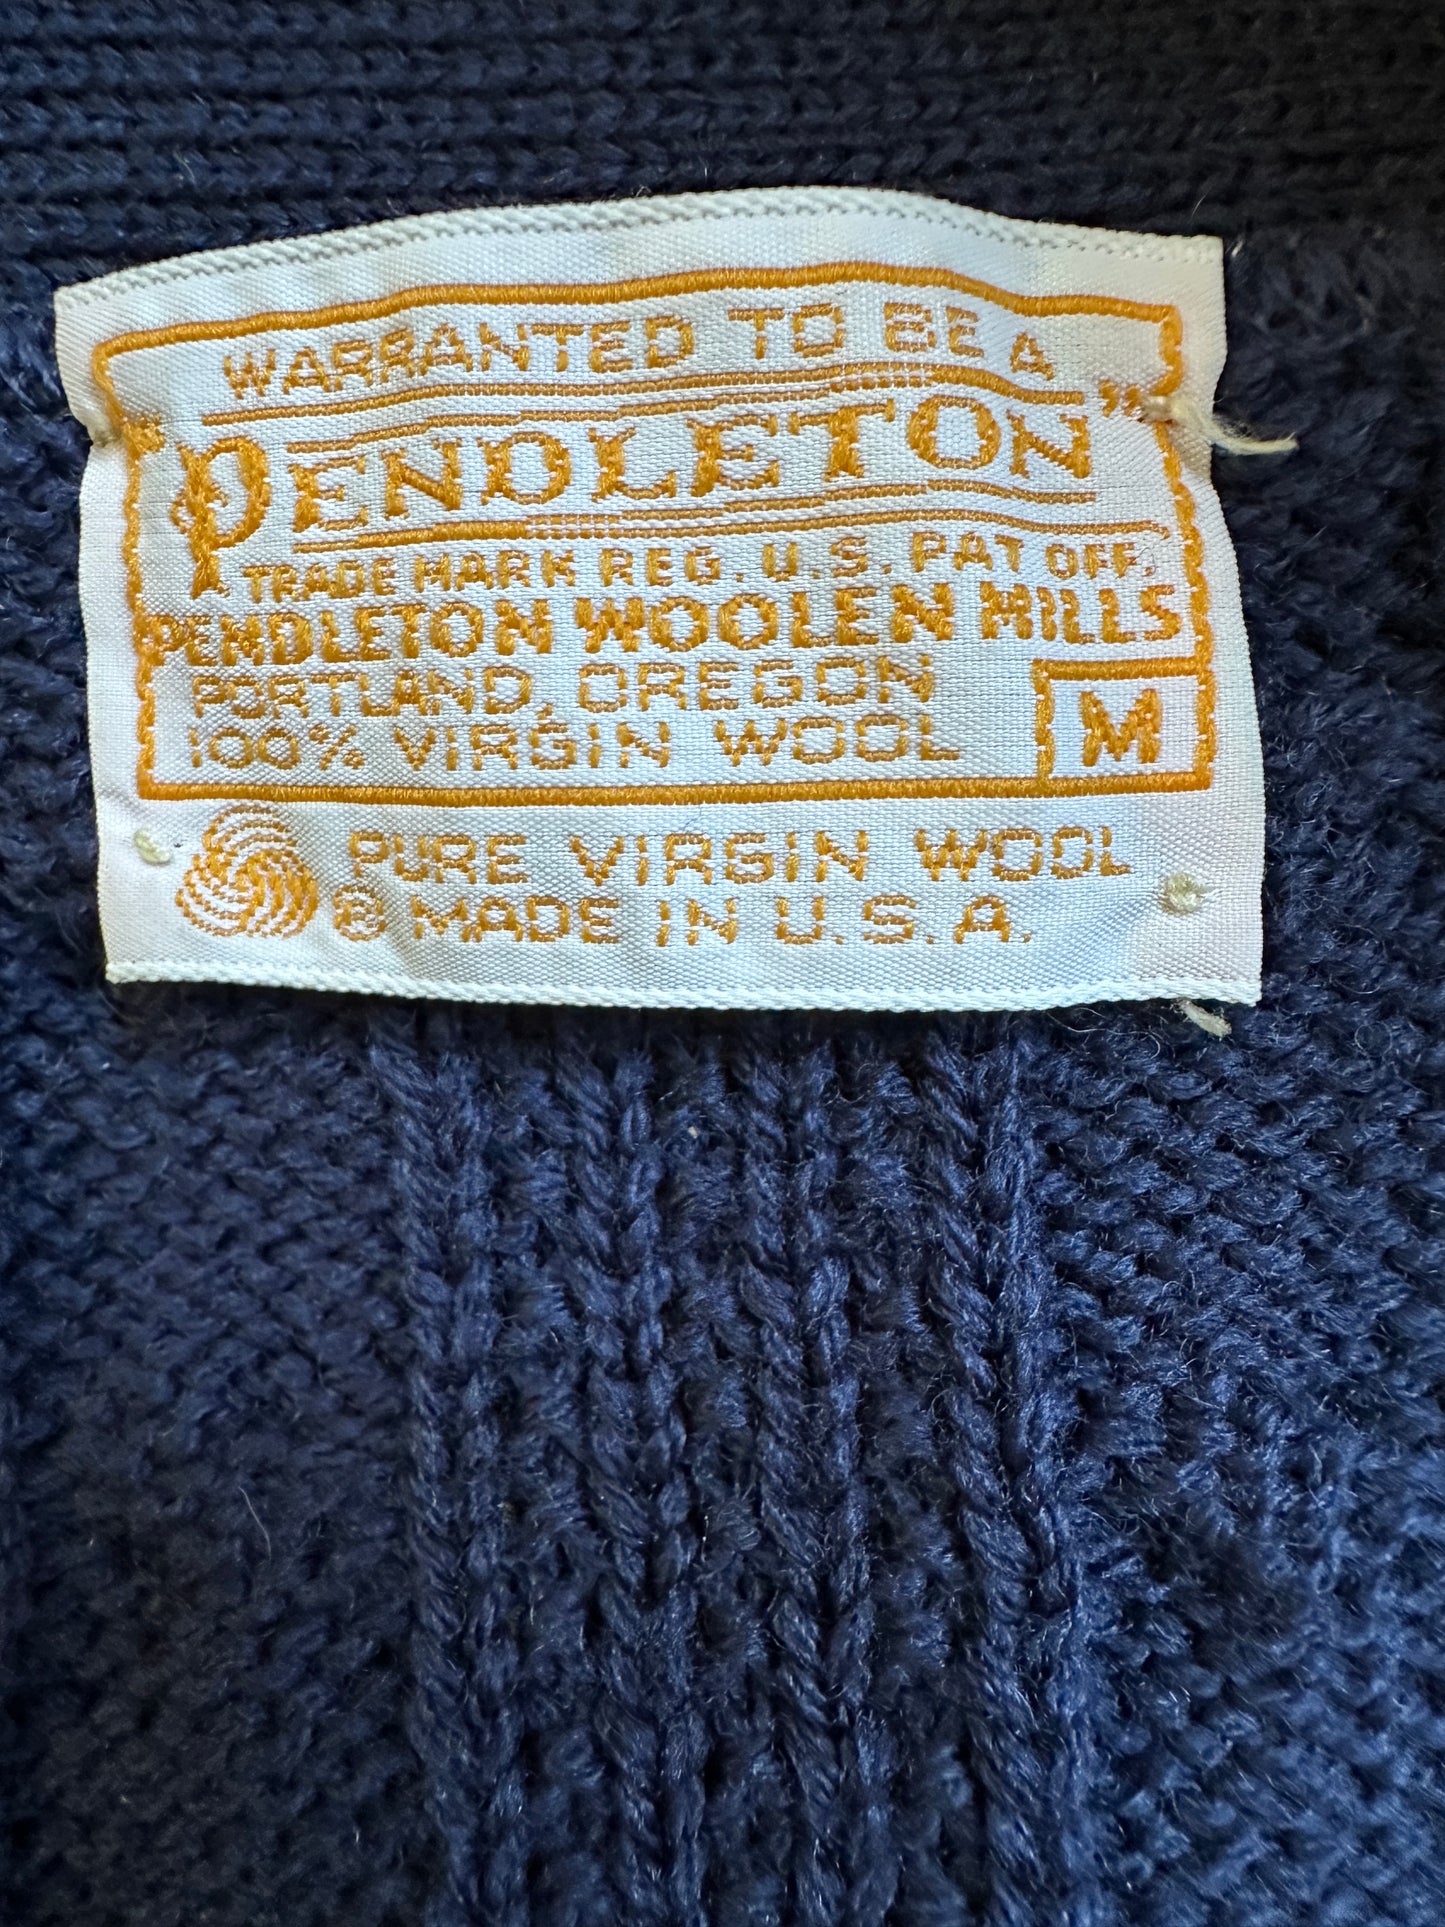 WARRANTED TO BE A
"PENDLETON"
TRADE MARK REG. U.S. PAT OFF.
PENDLETON WOOLEN MILLS
PORTLAND, OREGON
100% VIRGIN WOOL
M
PURE VIRGIN WOOL
® MADE IN U.S.A.